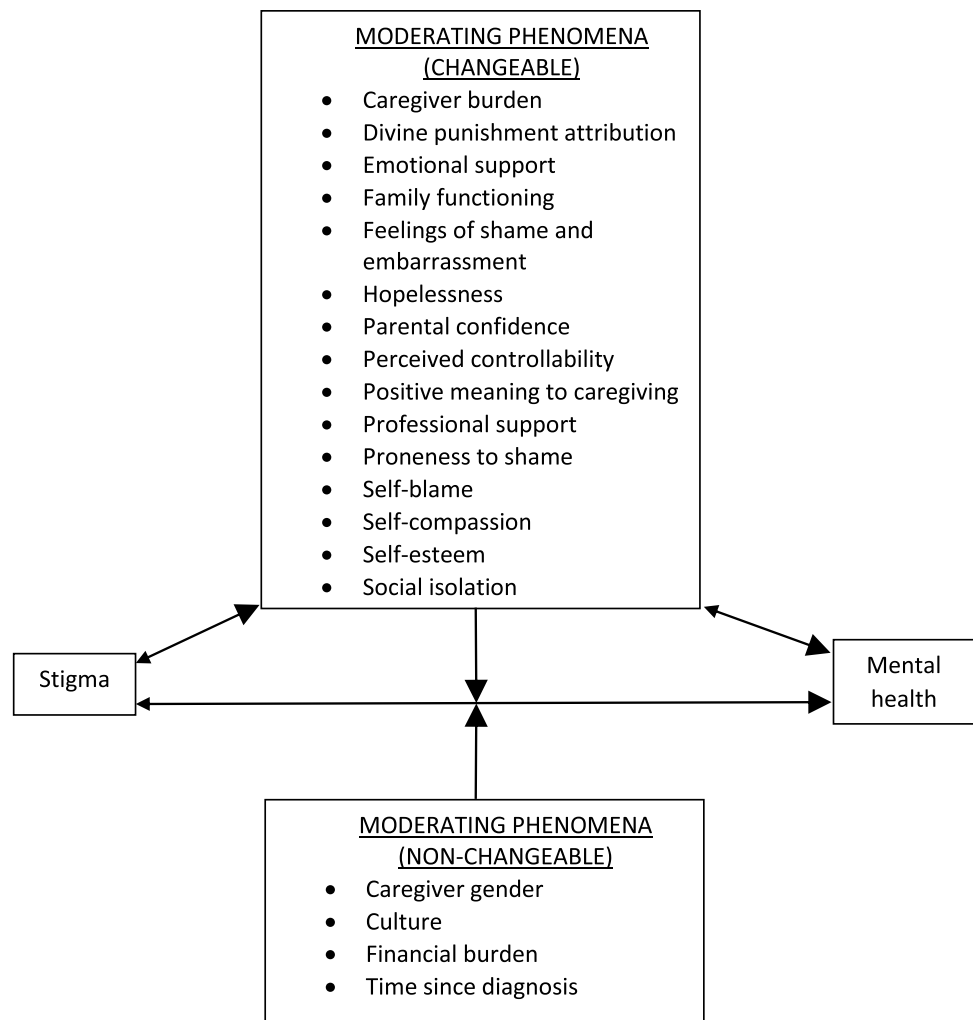 MODERATING PHENOMENA
(CHANGEABLE)
• Caregiver burden
• Divine punishment attribution
• Emotional support
• Family functioning
• Feelings of shame and
embarrassment
• Hopelessness
• Parental confidence
• Perceived controllability
• Positive meaning to caregiving
• Professional support
• Proneness to shame
• Self-blame
• Self-compassion
• Self-esteem
• Social isolation
Stigma
Mental
health
MODERATING PHENOMENA
(NON-CHANGEABLE)
• Caregiver gender
• Culture
• Financial burden
• Time since diagnosis